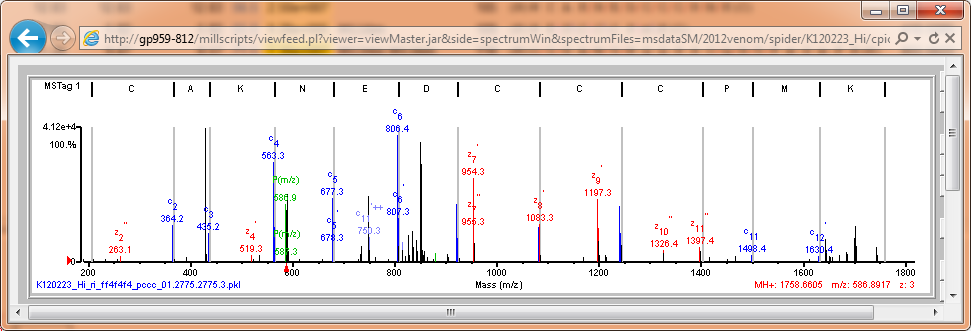 http://gp959-812/millscripts/viewfeed.pl?viewer=viewMaster.jar&side=spectrumWin&spectrumFiles=msdataSM/2012venom/spider/K120223_Hi/cpic
MSTag 1 C A K N E D C C C P M K
4.12e+4
100.%
0
c2 364.2
c3 435.2
c4 563.3
c5 677.3
c5' 678.3
c6 806.4
c6' 807.3
c11'++ 750.3
c11 1498.4
c12' 1630.4
z2" 263.1
z4' 519.3
z7' 954.3
z7" 955.3
z8' 1083.3
z9' 1197.3
z10" 1326.4
z11" 1397.4
P(m/z) 586.9
P(m/z)
200 400 600 800 1000 1200 1400 1600 1800
Mass (m/z)
K120223_Hi_ri_ff4f4f4_pccc_01.2775.2775.3.pkl
MH+: 1758.6605 m/z: 586.8917 z: 3